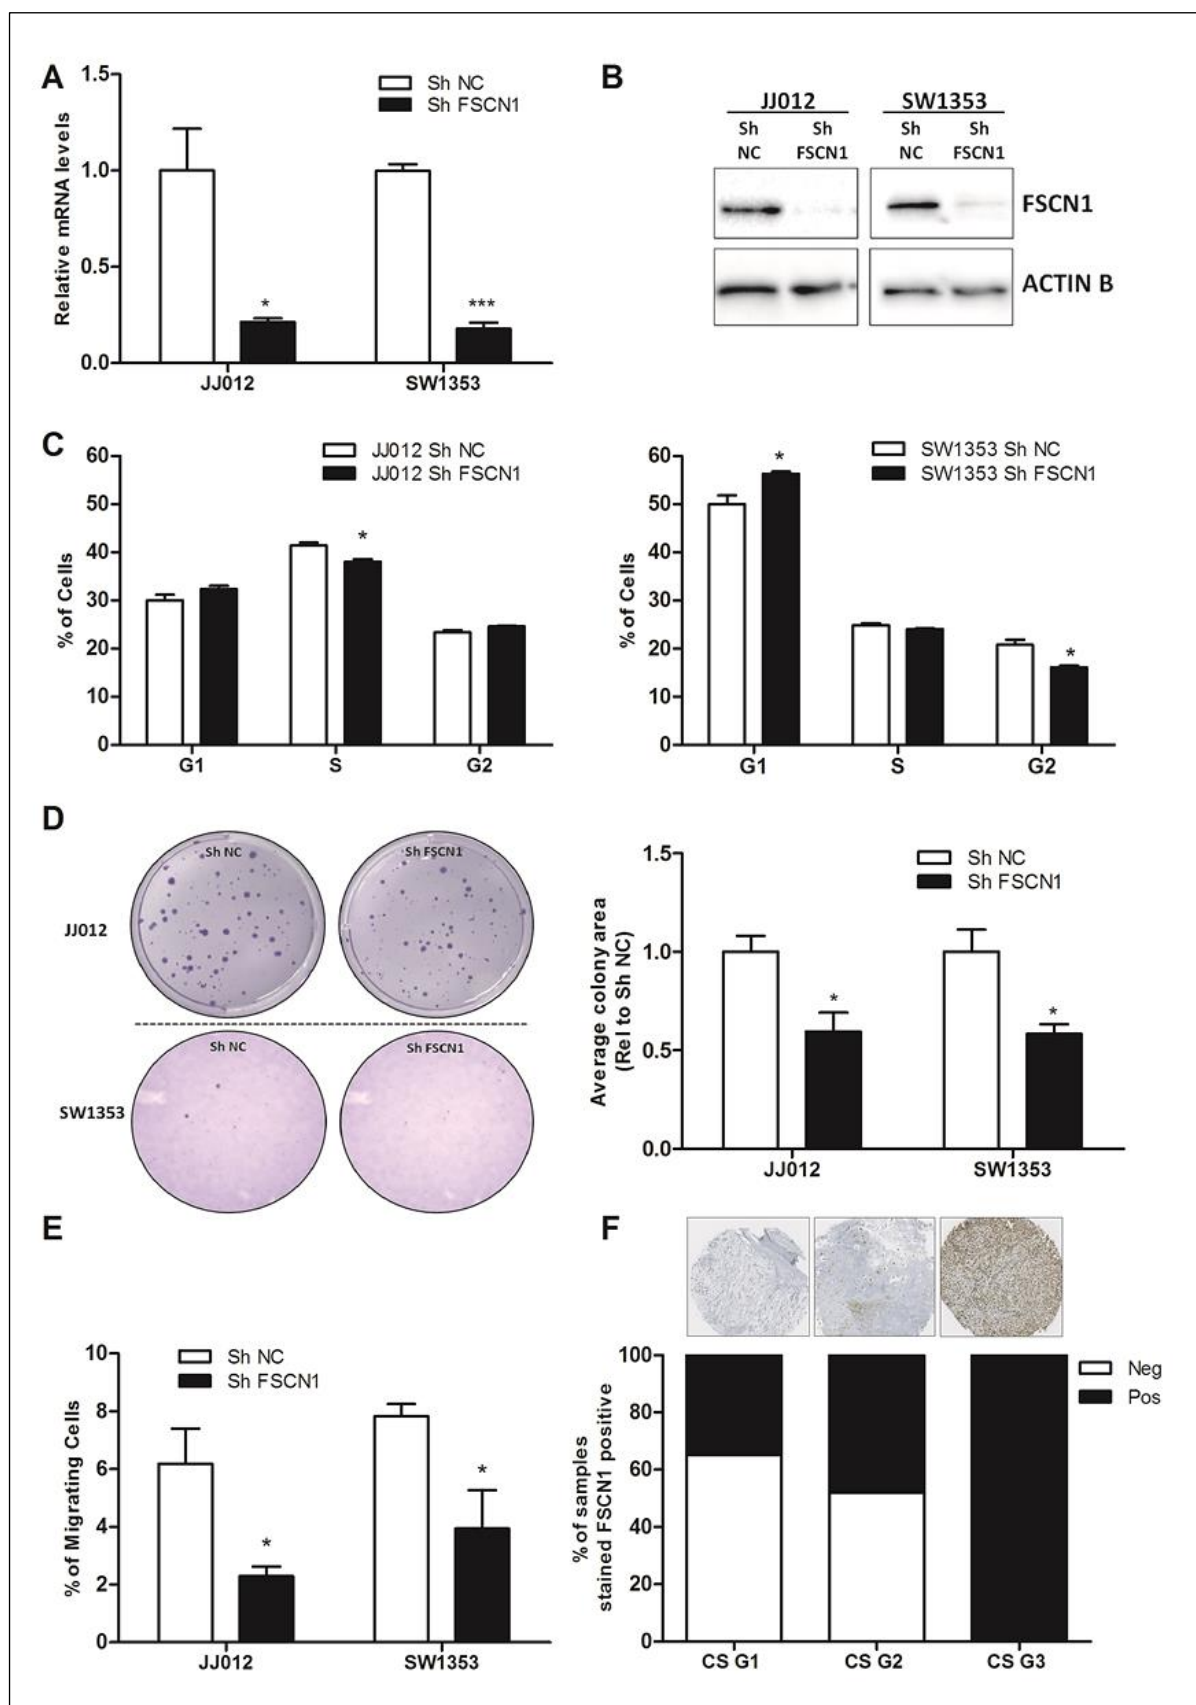 A
1.5
1.0
0.5
0.0
Relative mRNA levels
Sh NC
Sh FSCN1
*
***
JJ012
SW1353
B
JJ012
SW1353
Sh NC
Sh FSCN1
Sh NC
Sh FSCN1
FSCN1
ACTIN B
C
60
50
40
30
20
10
0
% of Cells
JJ012 Sh NC
JJ012 Sh FSCN1
*
G1
S
G2
60
50
40
30
20
10
0
% of Cells
SW1353 Sh NC
SW1353 Sh FSCN1
*
*
G1
S
G2
D
Sh NC
Sh FSCN1
JJ012
Sh NC
Sh FSCN1
SW1353
1.5
1.0
0.5
0.0
Average colony area
(Rel to Sh NC)
Sh NC
Sh FSCN1
*
*
JJ012
SW1353
E
10
8
6
4
2
0
% of Migrating Cells
Sh NC
Sh FSCN1
*
*
JJ012
SW1353
F
100
80
60
40
20
0
% of samples
stained FSCN1 positive
Neg
Pos
CS G1
CS G2
CS G3